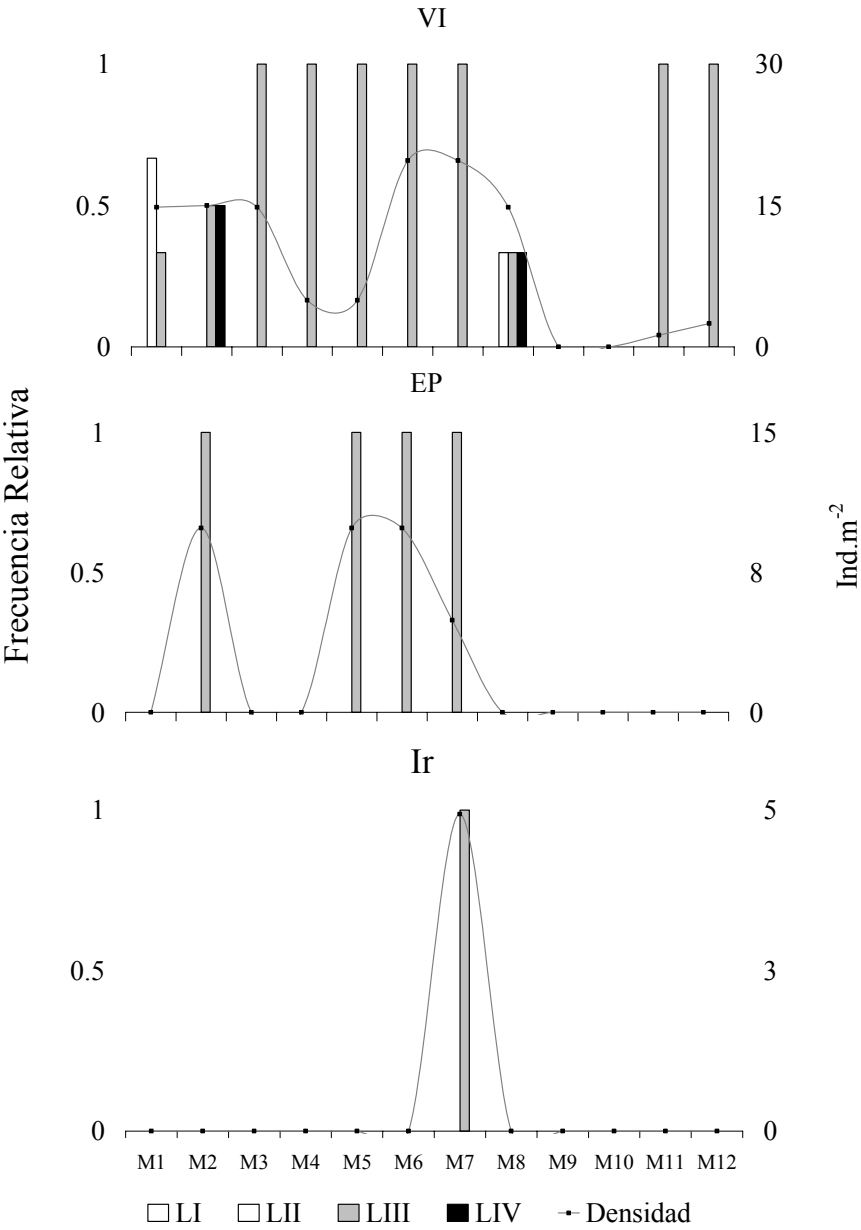 VI
1 30
0.5 15
0 0
EP
1 15
0.5 8
0 0
Frecuencia Relativa
Ind.m-2
Ir
1 5
0.5 3
0 0
M1 M2 M3 M4 M5 M6 M7 M8 M9 M10 M11 M12
LI LII LIII LIV Densidad